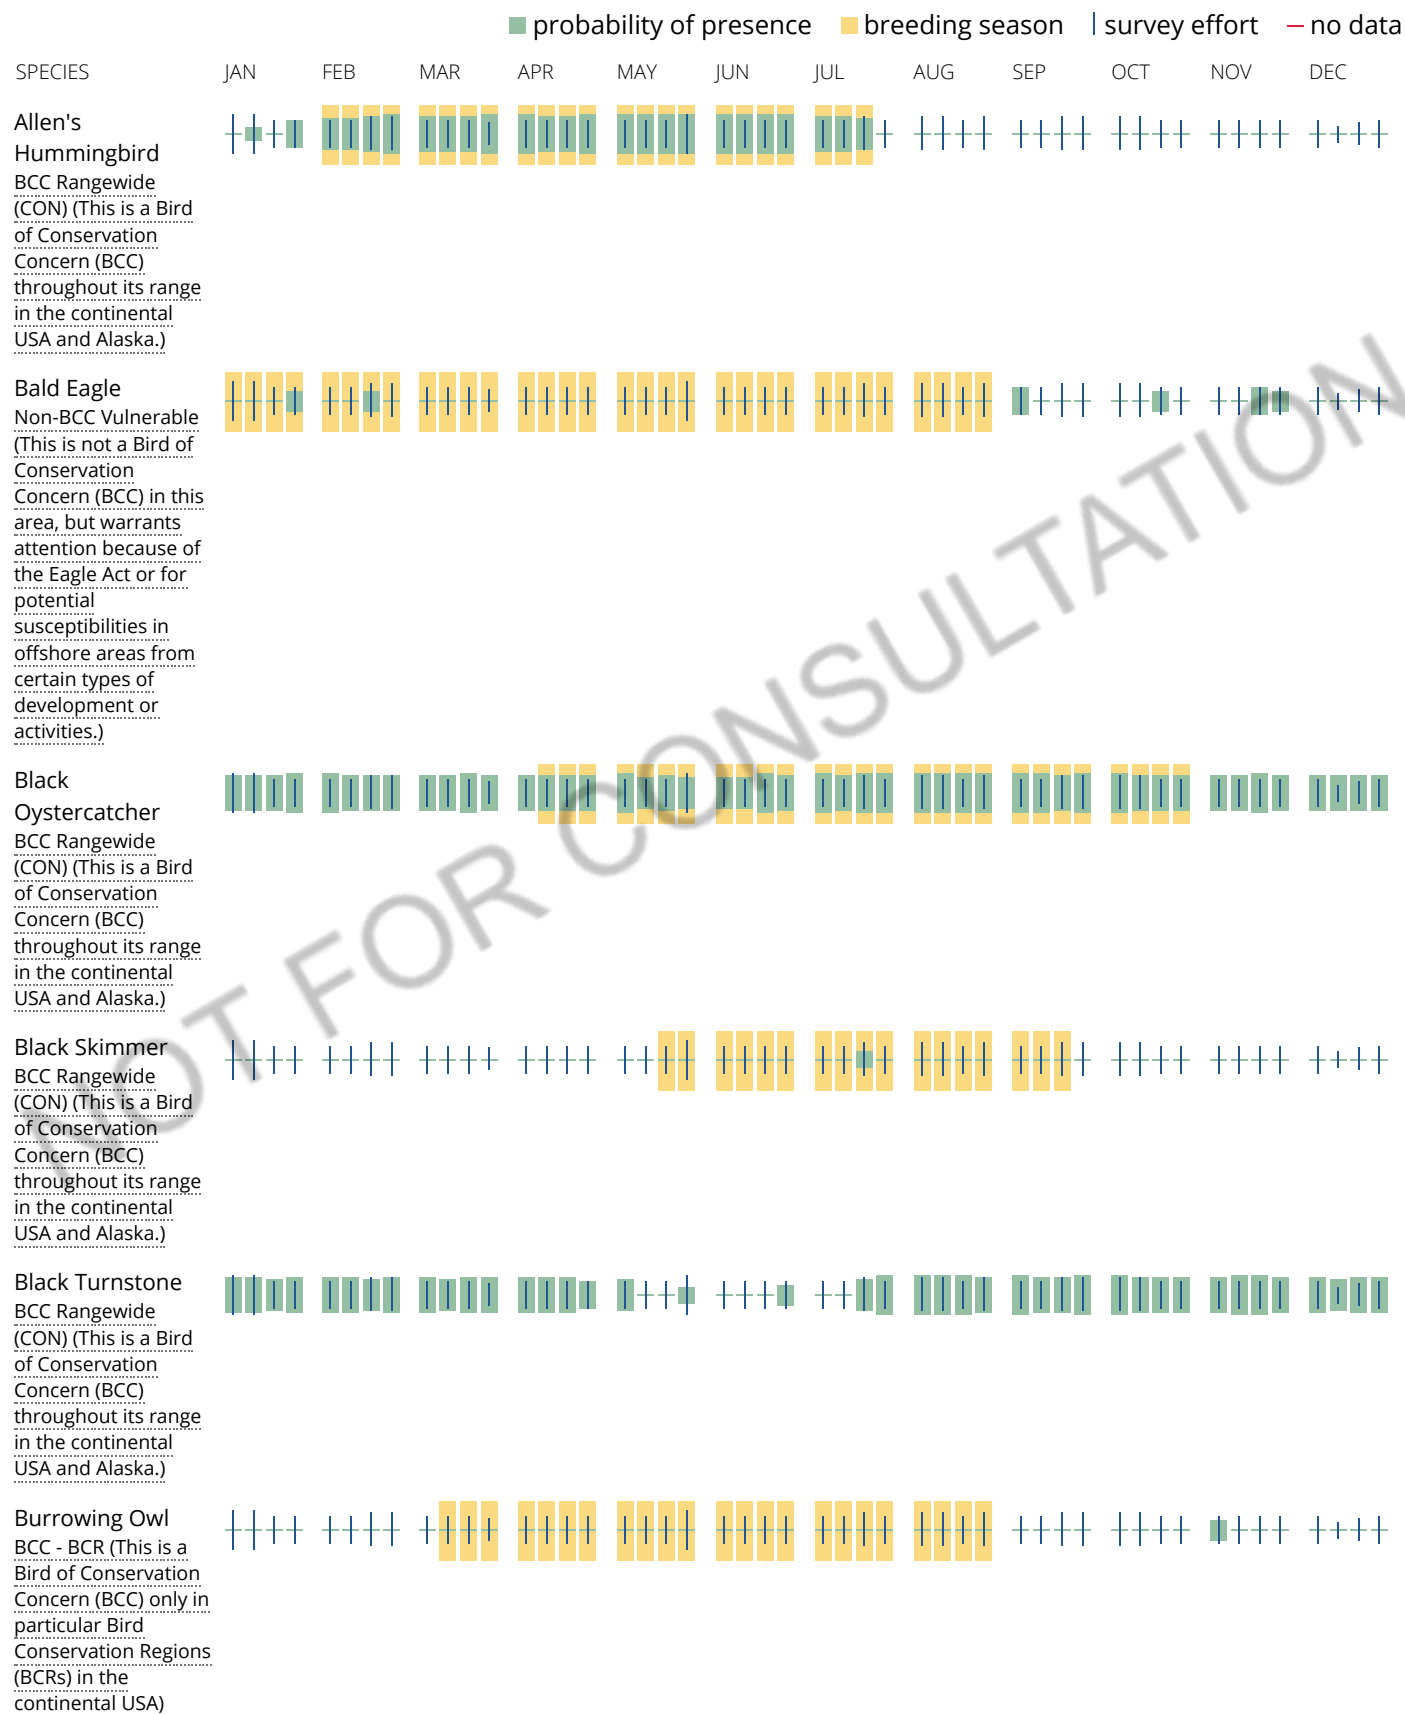 probability of presence breeding season survey effort no data
SPECIES JAN FEB MAR APR MAY JUN JUL AUG SEP OCT NOV DEC
Allen's
Hummingbird
BCC Rangewide
(CON) (This is a Bird
of Conservation
Concern (BCC)
throughout its range
in the continental
USA and Alaska.)
Bald Eagle
Non-BCC Vulnerable
(This is not a Bird of
Conservation
Concern (BCC) in this
area, but warrants
attention because of
the Eagle Act or for
potential
susceptibilities in
offshore areas from
certain types of
development or
activities.)
Black
Oystercatcher
BCC Rangewide
(CON) (This is a Bird
of Conservation
Concern (BCC)
throughout its range
in the continental
USA and Alaska.)
Black Skimmer
BCC Rangewide
(CON) (This is a Bird
of Conservation
Concern (BCC)
throughout its range
in the continental
USA and Alaska.)
Black Turnstone
BCC Rangewide
(CON) (This is a Bird
of Conservation
Concern (BCC)
throughout its range
in the continental
USA and Alaska.)
Burrowing Owl
BCC - BCR (This is a
Bird of Conservation
Concern (BCC) only in
particular Bird
Conservation Regions
(BCRs) in the
continental USA)
NOT FOR CONSULTATION